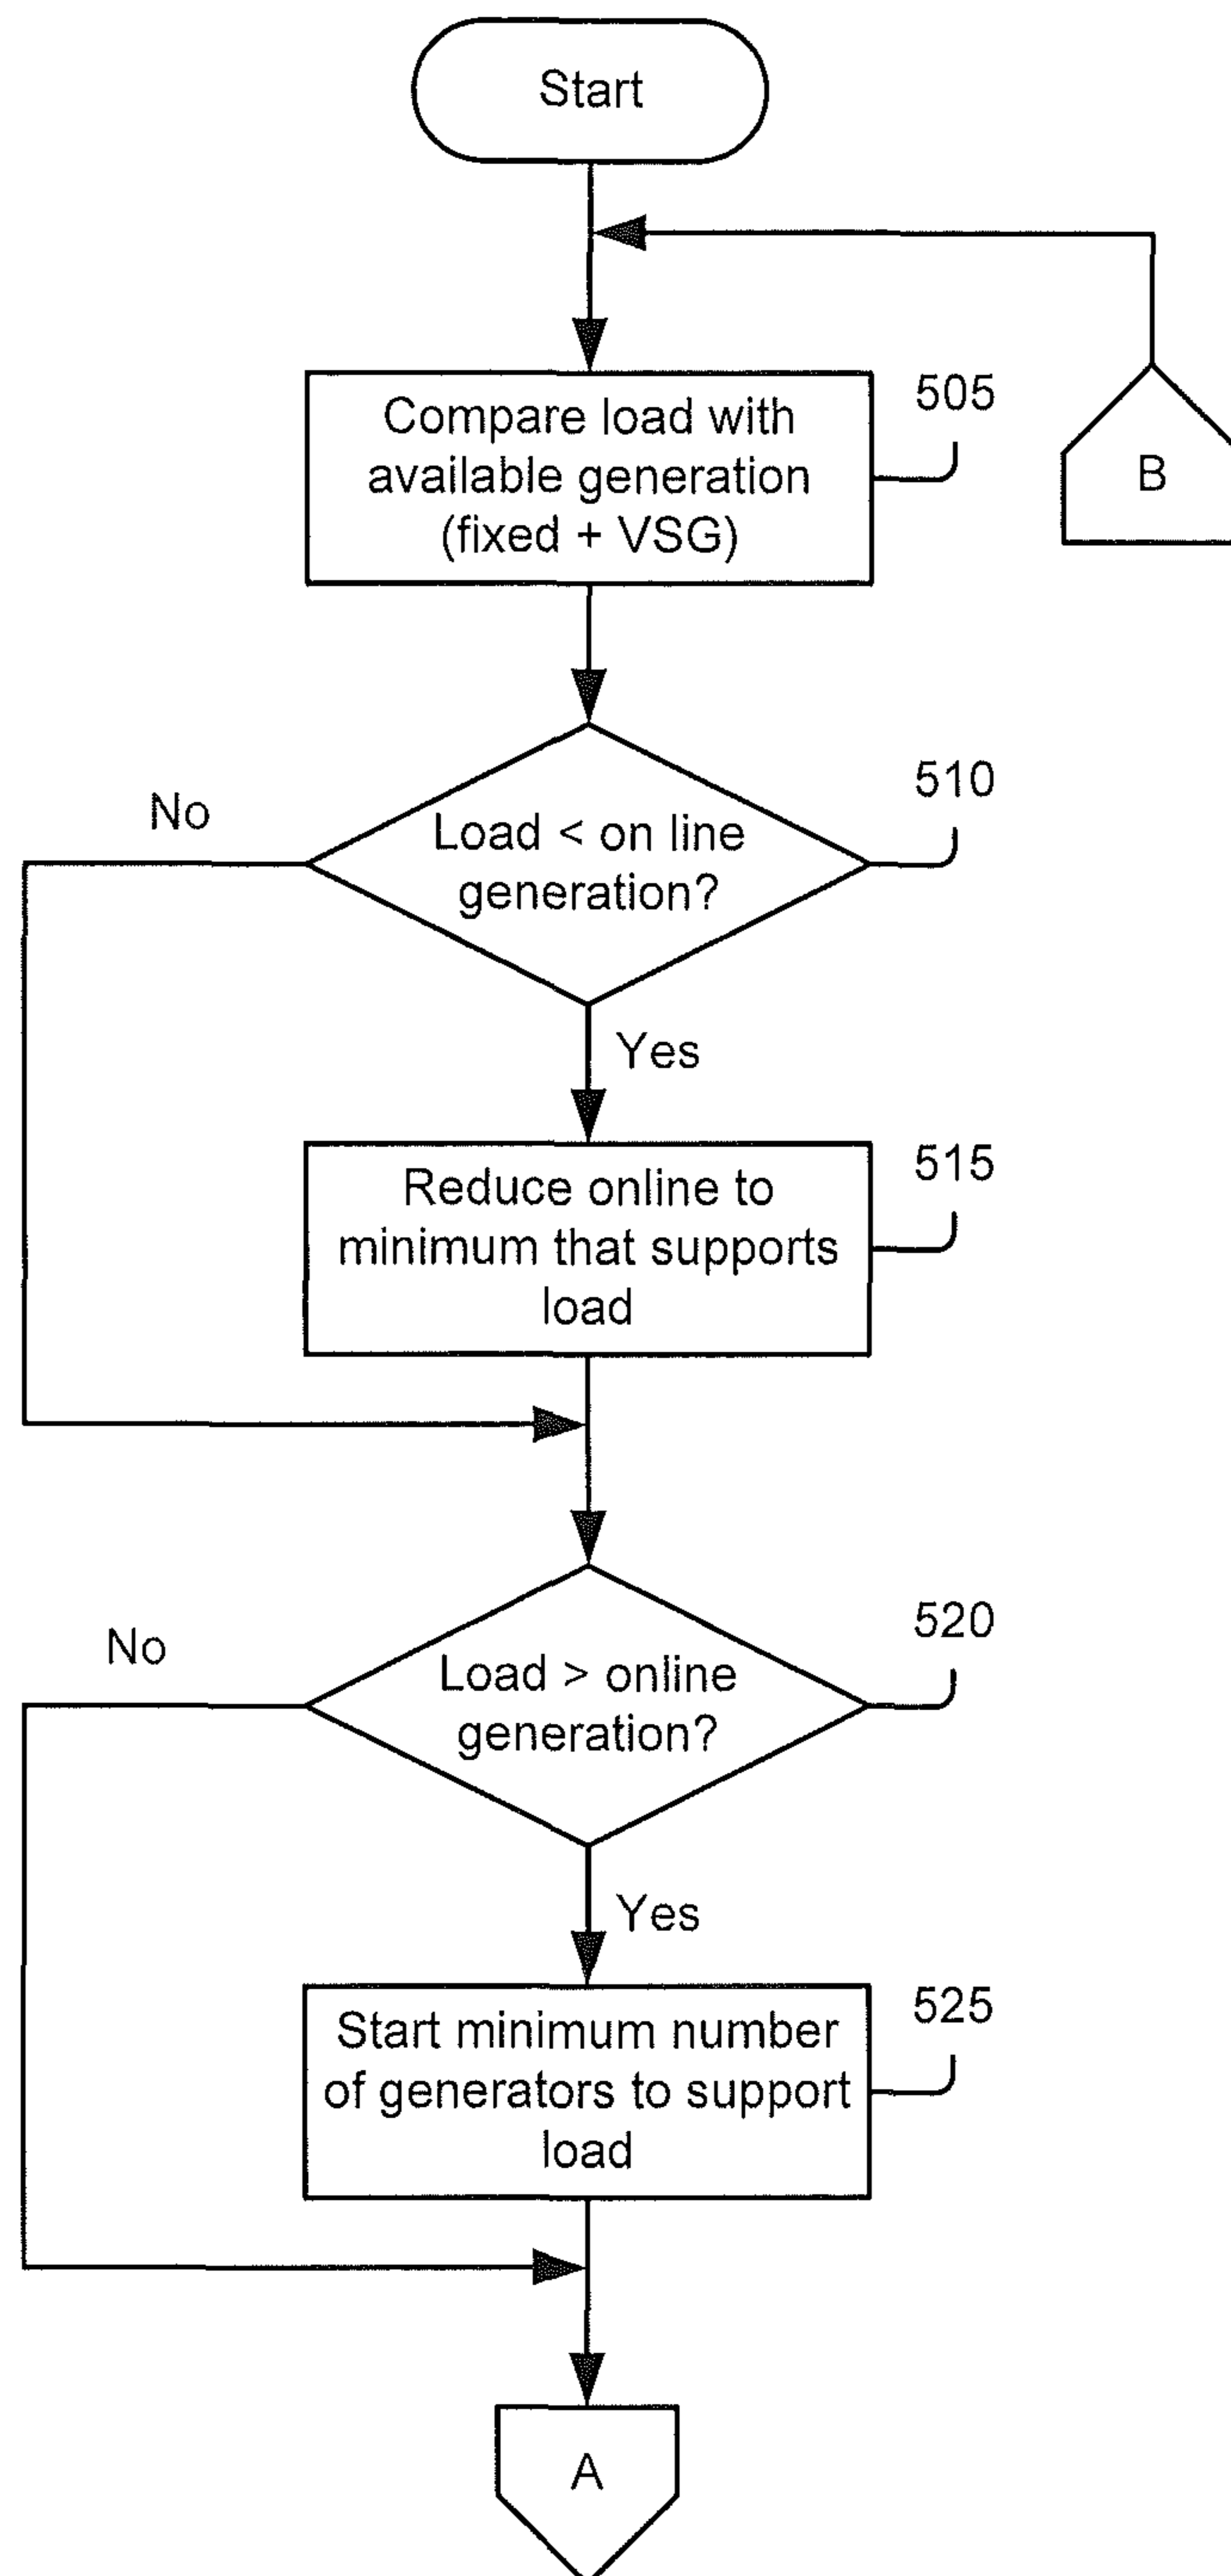 Start
Compare load with
available generation
(fixed + VSG)
505
B
No
Load < on line
generation?
510
Yes
Reduce online to
minimum that supports
load
515
No
Load > online
generation?
520
Yes
Start minimum number
of generators to support
load
525
A